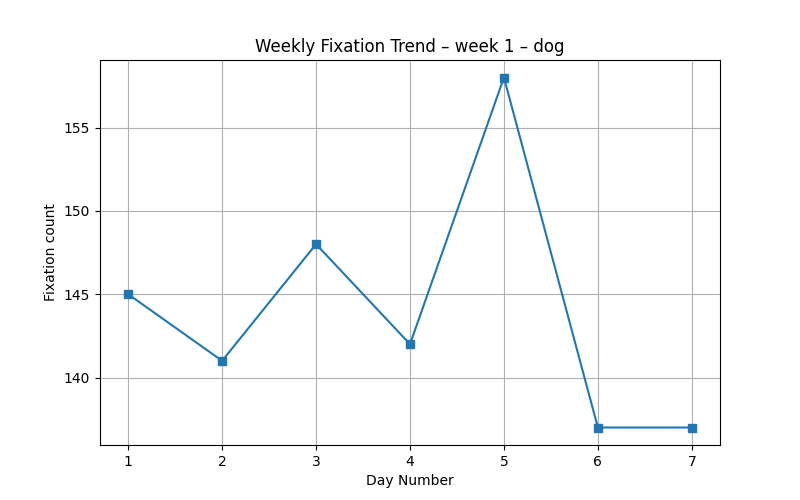 Weekly Fixation Trend – week 1 – dog
155
150
145
140
Fixation count
1 2 3 4 5 6 7
Day Number